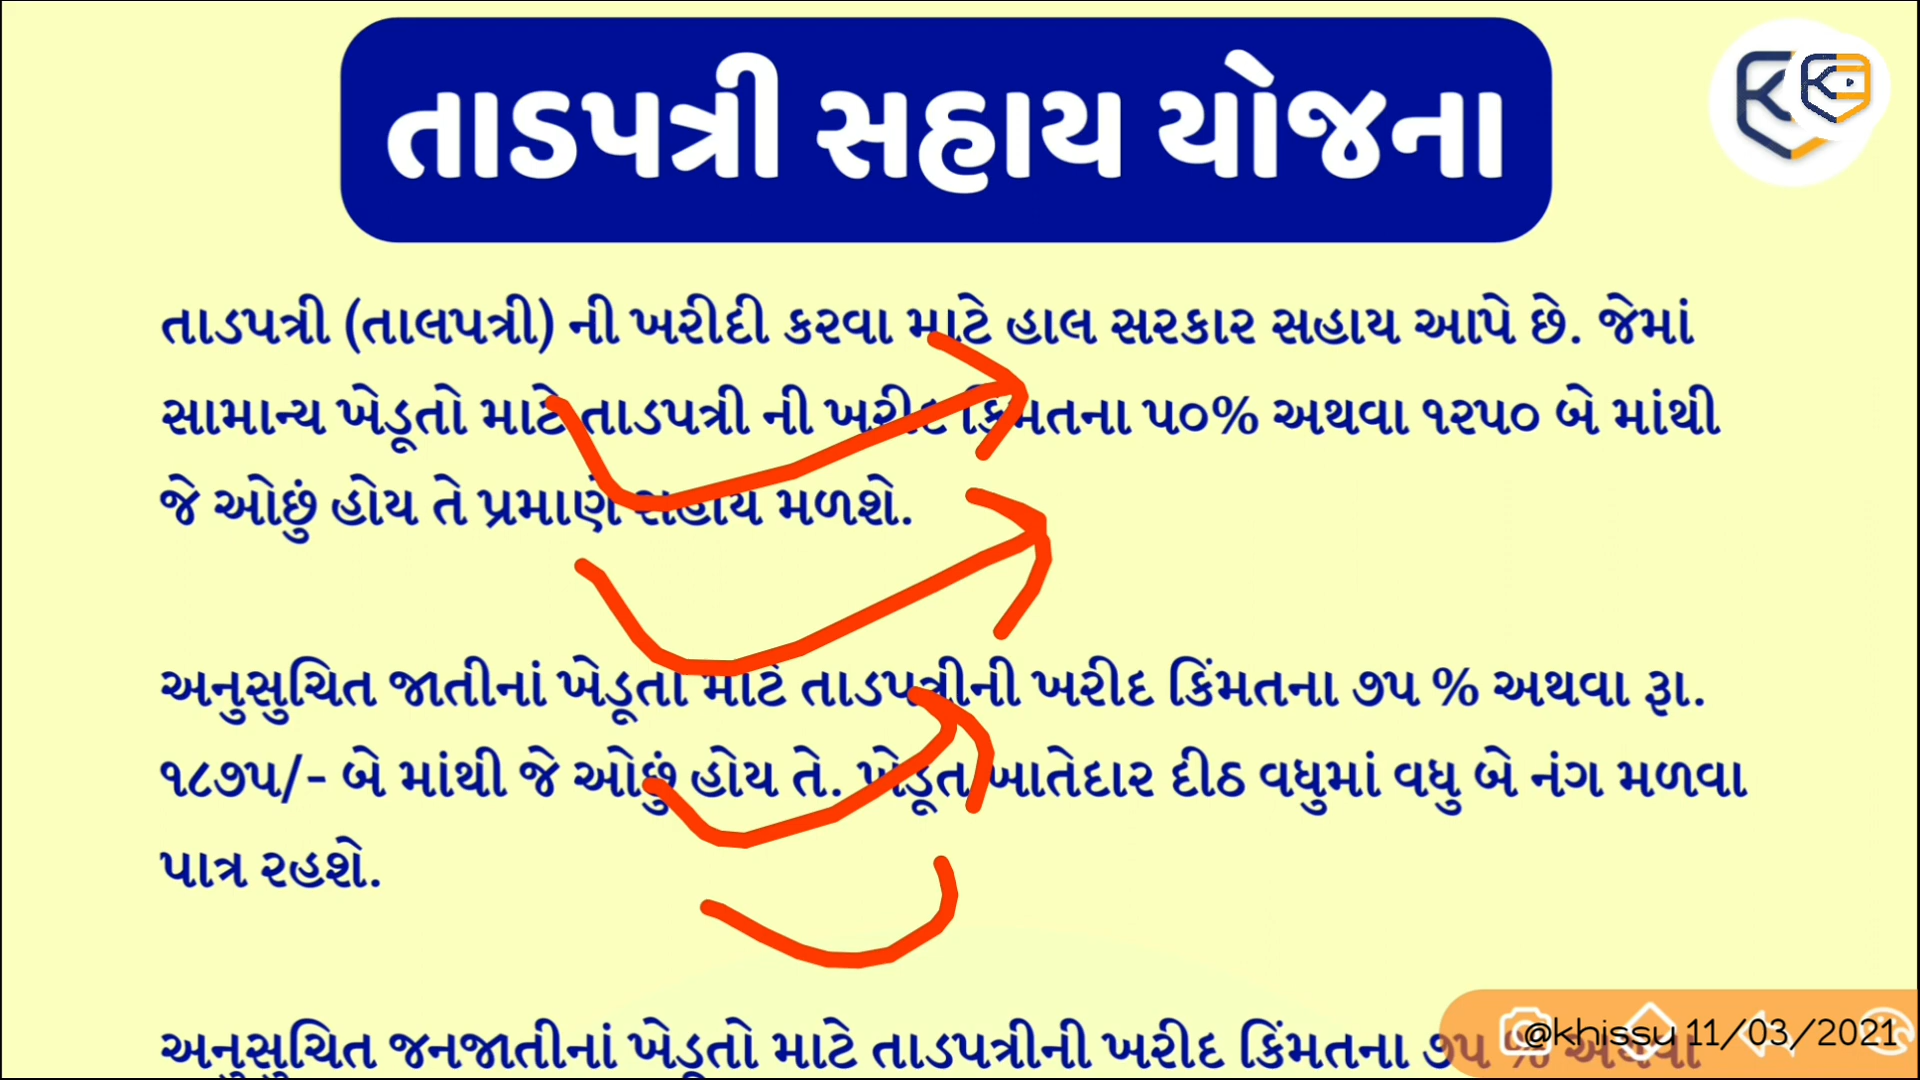 તાડપત્રી સહાય યોજના
તાડપત્રી (તાલપત્રી) ની ખરીદી કરવા માટે હાલ સરકાર સહાય આપે છે. જેમાં
સામાન્ય ખેડૂતો માટે તાડપત્રી ની ખરીદ કિંમતના ૫૦% અથવા ૧૨૫૦ બે માંથી
જે ઓછું હોય તે પ્રમાણે સહાય મળશે.
અનુસુચિત જાતીનાં ખેડૂતો માટે તાડપત્રીની ખરીદ કિંમતના ૭૫ % અથવા રૂા.
૧૮૭૫/- બે માંથી જે ઓછું હોય તે. ખેડૂત ખાતેદાર દીઠ વધુમાં વધુ બે નંગ મળવા
પાત્ર રહશે.
અનુસુચિત જનજાતીનાં ખેડૂતો માટે તાડપત્રીની ખરીદ કિંમતના ૭૫ % અથવા
@khissu 11/03/2021